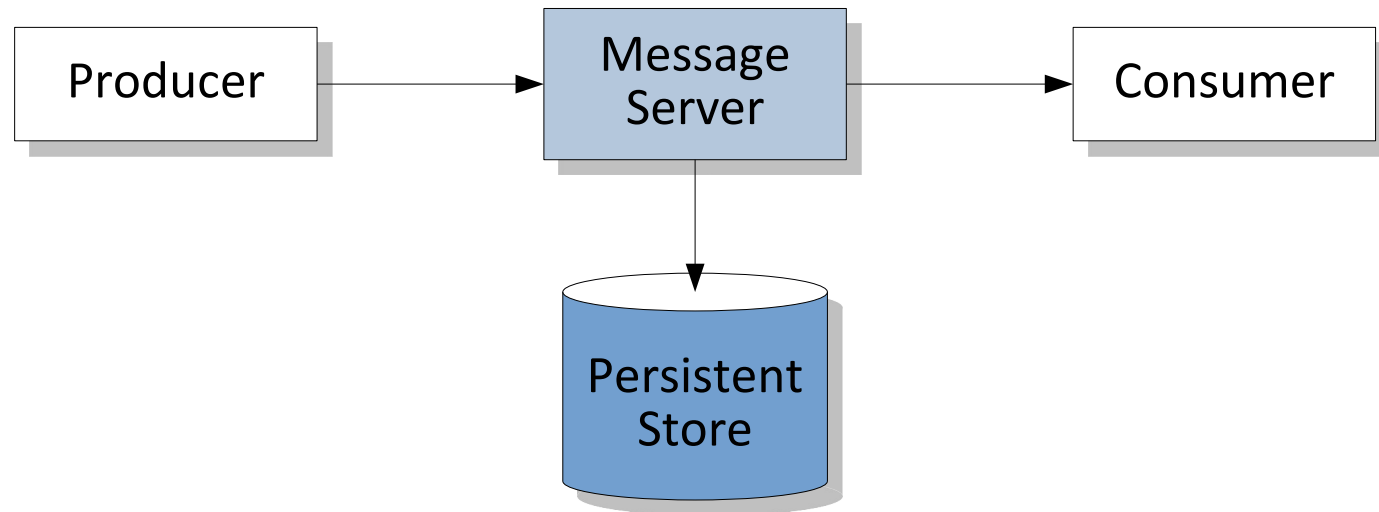 Producer
Message
Server
Consumer
Persistent
Store